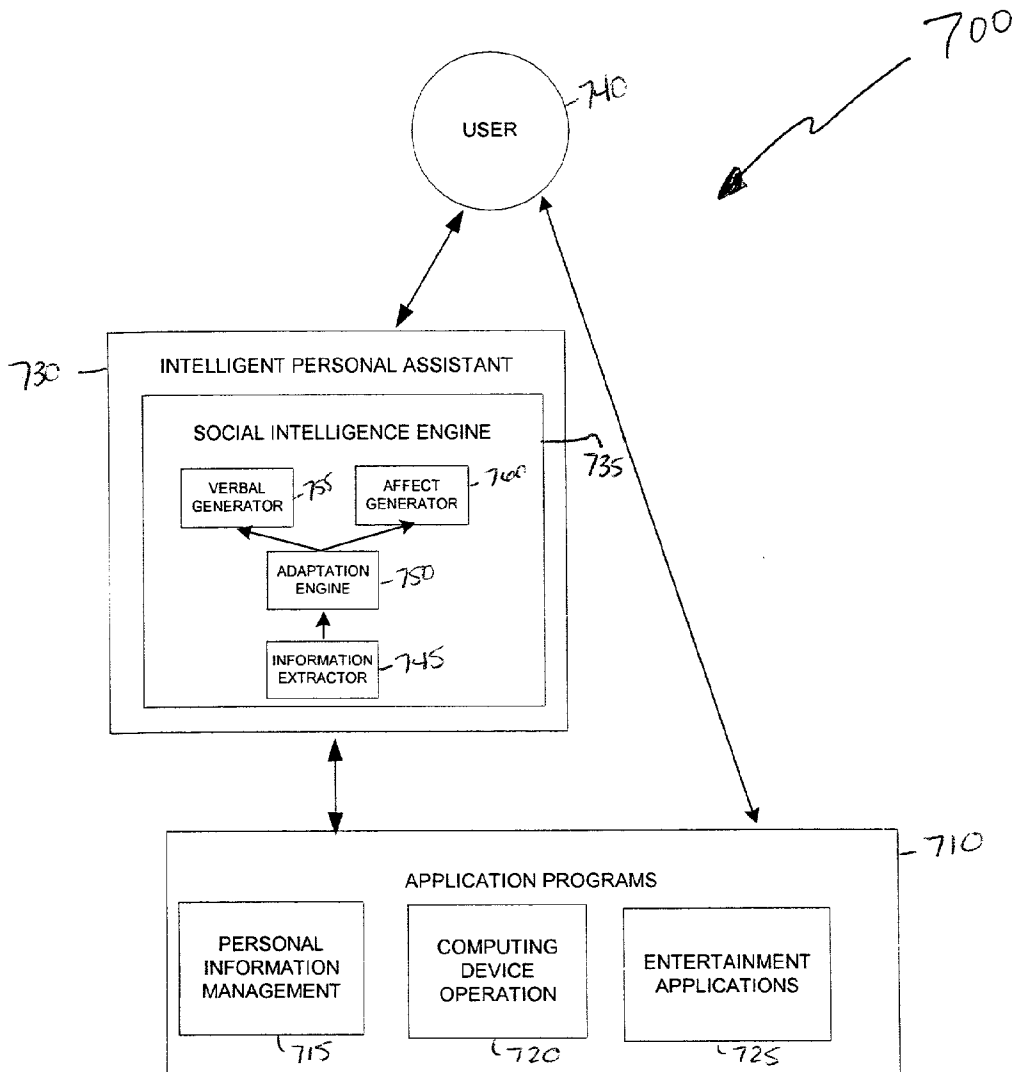 700
740
USER
730
INTELLIGENT PERSONAL ASSISTANT
SOCIAL INTELLIGENCE ENGINE
735
VERBAL
GENERATOR
755
AFFECT
GENERATOR
760
ADAPTATION
ENGINE
750
INFORMATION
EXTRACTOR
745
710
APPLICATION PROGRAMS
PERSONAL
INFORMATION
MANAGEMENT
715
COMPUTING
DEVICE
OPERATION
720
ENTERTAINMENT
APPLICATIONS
725